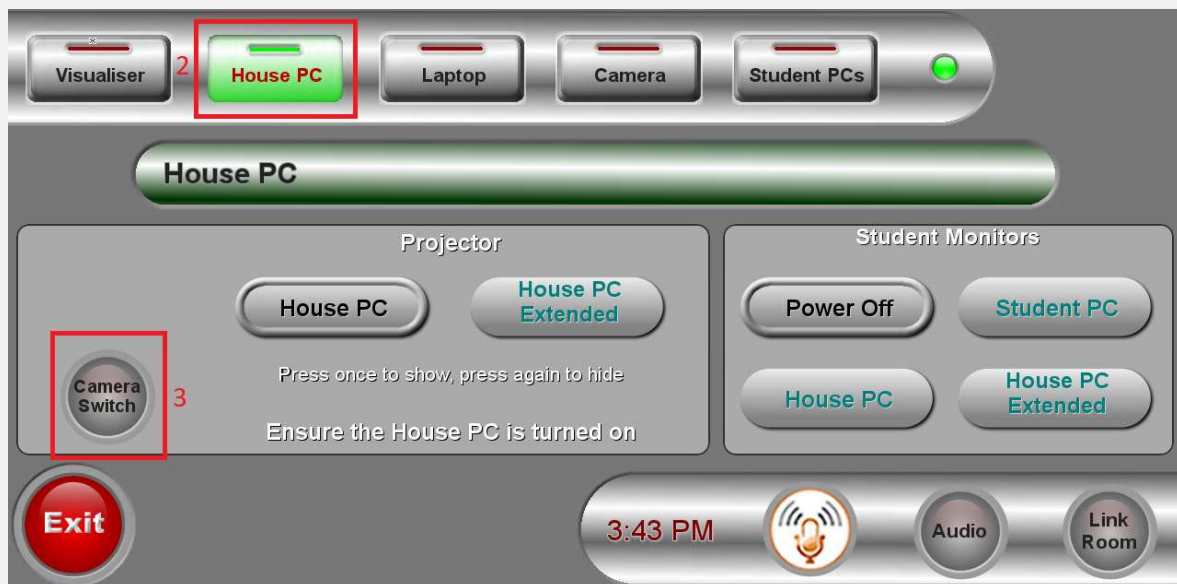 Visualiser
2
House PC
Laptop
Camera
Student PCs
House PC
Projector
House PC
House PC
Extended
Press once to show, press again to hide
Camera
Switch
3
Ensure the House PC is turned on
Student Monitors
Power Off
Student PC
House PC
House PC
Extended
Exit
3:43 PM
Audio
Link
Room